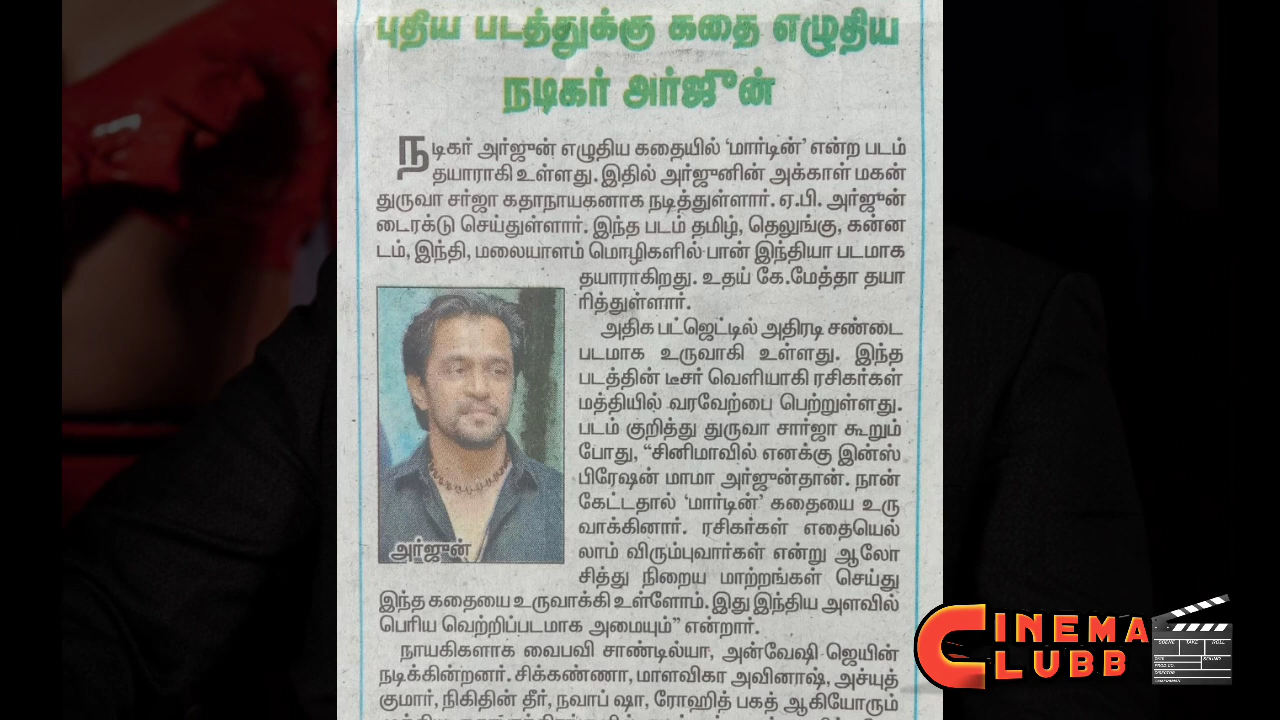 புதிய படத்துக்கு கதை எழுதிய
நடிகர் அர்ஜூன்
நடிகர் அர்ஜுன் எழுதிய கதையில் ‘மார்டின்’ என்ற படம்
தயாராகி உள்ளது. இதில் அர்ஜுனின் அக்காள் மகன்
துருவா சர்ஜா கதாநாயகனாக நடித்துள்ளார். ஏ.பி. அர்ஜூன்
டைரக்டு செய்துள்ளார். இந்த படம் தமிழ், தெலுங்கு, கன்ன
டம், இந்தி, மலையாளம் மொழிகளில் பான் இந்தியா படமாக
தயாராகிறது. உதய் கே.மேத்தா தயா
ரித்துள்ளார்.
அதிக பட்ஜெட்டில் அதிரடி சண்டை
படமாக உருவாகி உள்ளது. இந்த
படத்தின் டீசர் வெளியாகி ரசிகர்கள்
மத்தியில் வரவேற்பை பெற்றுள்ளது.
படம் குறித்து துருவா சார்ஜா கூறும்
போது, “சினிமாவில் எனக்கு இன்ஸ்
பிரேஷன் மாமா அர்ஜுன்தான். நான்
கேட்டதால் ‘மார்டின்’ கதையை உரு
வாக்கினார். ரசிகர்கள் எதையெல்
லாம் விரும்புவார்கள் என்று ஆலோ
சித்து நிறைய மாற்றங்கள் செய்து
இந்த கதையை உருவாக்கி உள்ளோம். இது இந்திய அளவில்
பெரிய வெற்றிப்படமாக அமையும்” என்றார்.
நாயகிகளாக வைபவி சாண்டில்யா, அன்வேஷி ஜெயின்
நடிக்கின்றனர். சிக்கண்ணா, மாளவிகா அவினாஷ், அச்யுத்
குமார், நிகிதின் தீர், நவாப் ஷா, ரோஹித் பகத் ஆகியோரும்
அர்ஜுன்
CINEMA
CLUBB